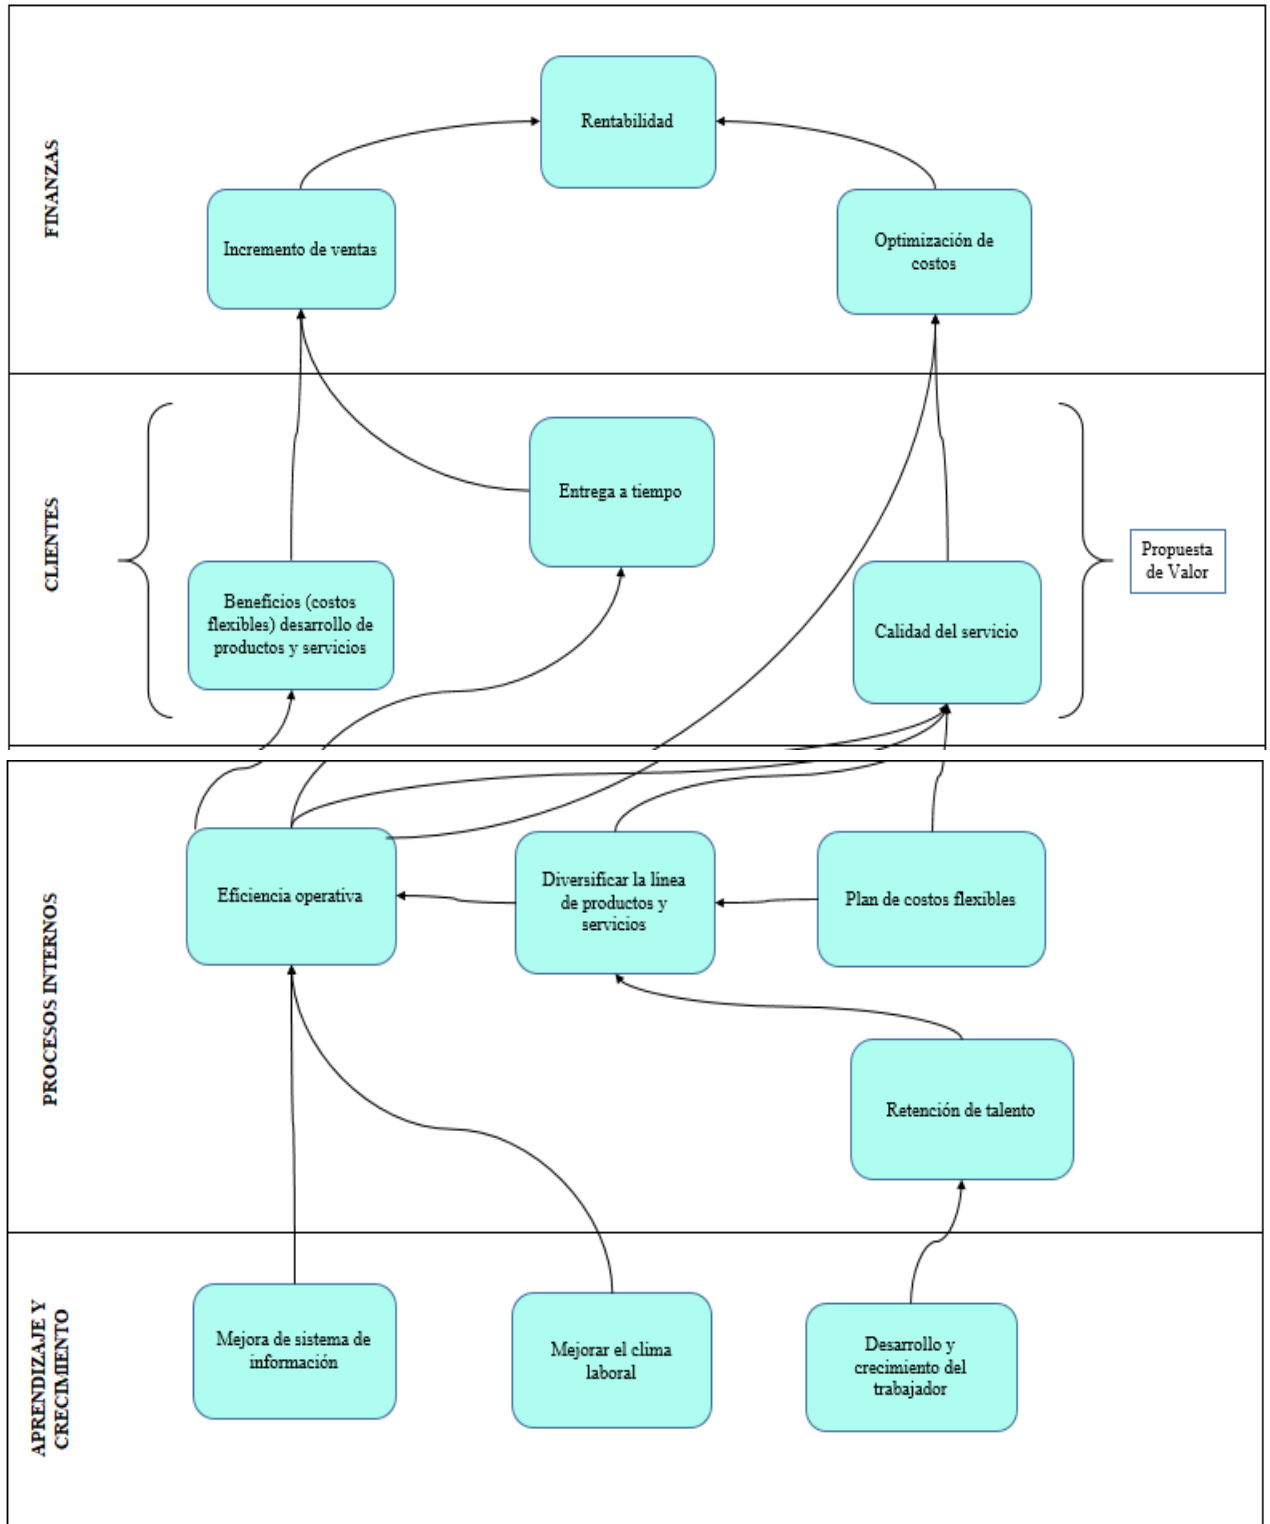 FINANZAS
Rentabilidad
Incremento de ventas
Optimización de
costos
CLIENTES
Entrega a tiempo
Beneficios (costos
flexibles) desarrollo de
productos y servicios
Calidad del servicio
Propuesta
de Valor
PROCESOS INTERNOS
Eficiencia operativa
Diversificar la línea
de productos y
servicios
Plan de costos flexibles
Retención de talento
APRENDIZAJE Y
CRECIMIENTO
Mejora de sistema de
información
Mejorar el clima
laboral
Desarrollo y
crecimiento del
trabajador